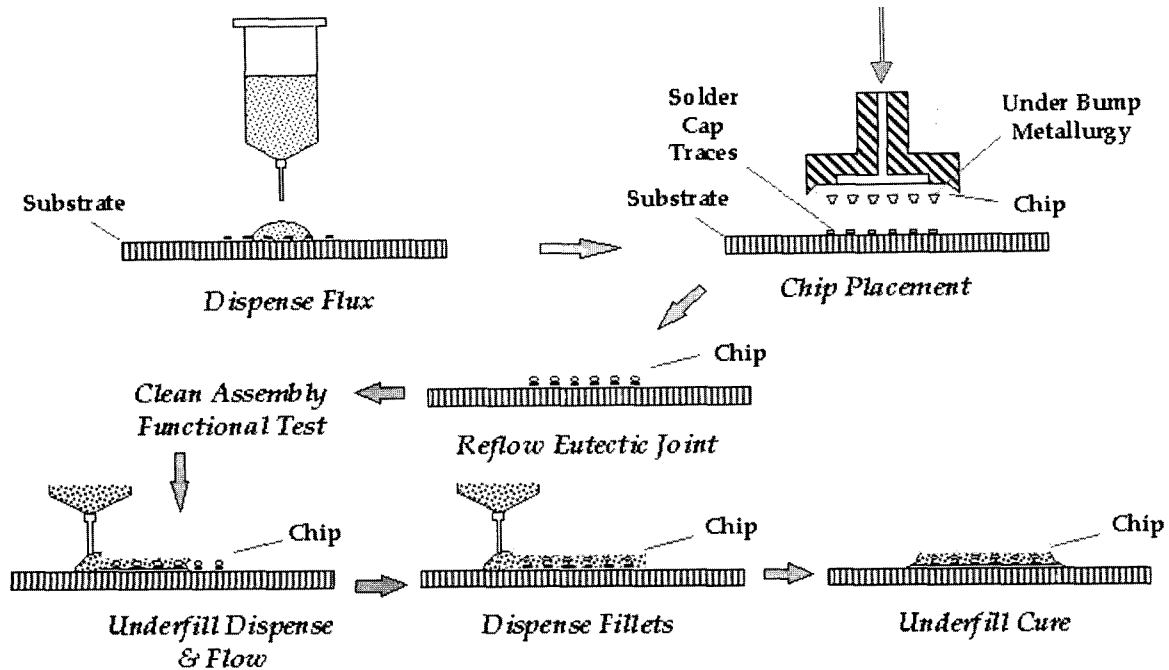 Solder
Cap
Traces
Under Bump
Metallurgy
Substrate
Substrate
Chip
Dispense Flux
Chip Placement
Chip
Clean Assembly
Functional Test
Reflow Eutectic Joint
Chip
Chip
Chip
Underfill Dispense
& Flow
Dispense Fillets
Underfill Cure